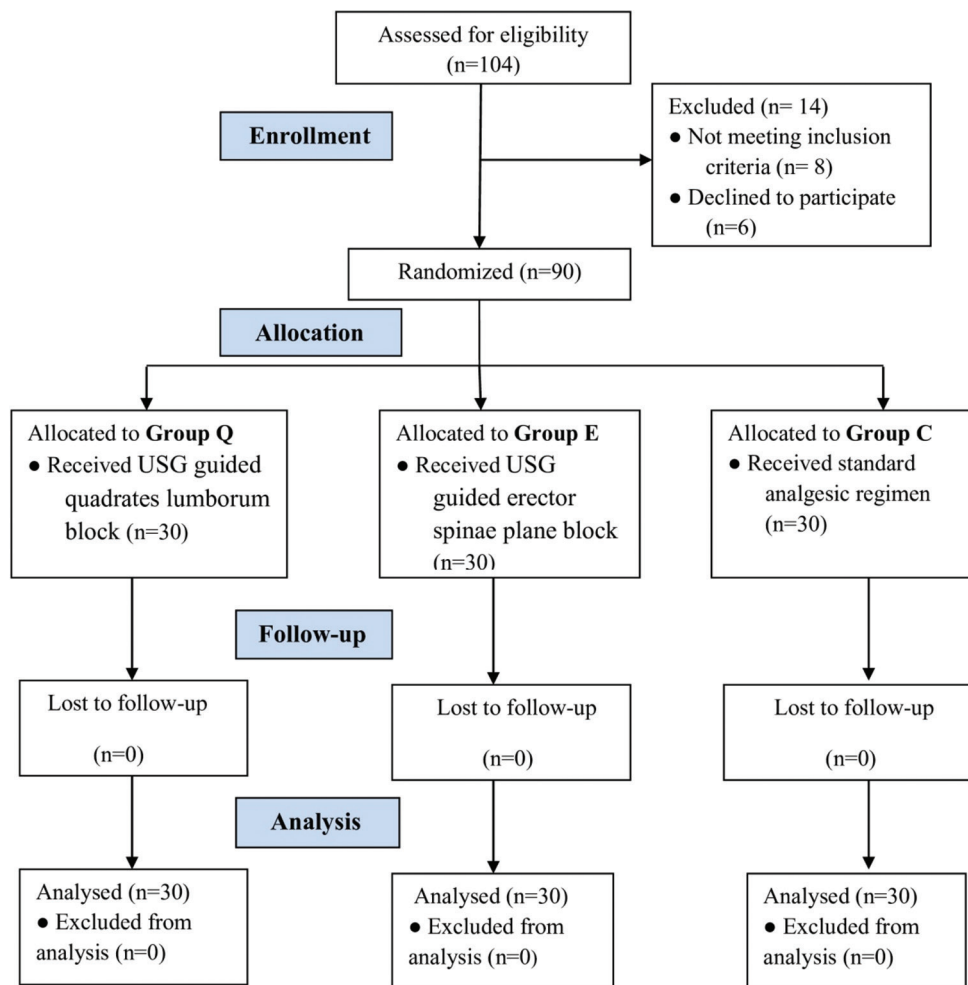 Assessed for eligibility
(n=104)
Enrollment
Excluded (n= 14)
● Not meeting inclusion
criteria (n= 8)
● Declined to participate
(n=6)
Randomized (n=90)
Allocation
Allocated to Group Q
● Received USG guided
quadrates lumborum
block (n=30)
Allocated to Group E
● Received USG
guided erector
spinae plane block
(n=30)
Allocated to Group C
● Received standard
analgesic regimen
(n=30)
Follow-up
Lost to follow-up
(n=0)
Lost to follow-up
(n=0)
Lost to follow-up
(n=0)
Analysis
Analysed (n=30)
● Excluded from
analysis (n=0)
Analysed (n=30)
● Excluded from
analysis (n=0)
Analysed (n=30)
● Excluded from
analysis (n=0)